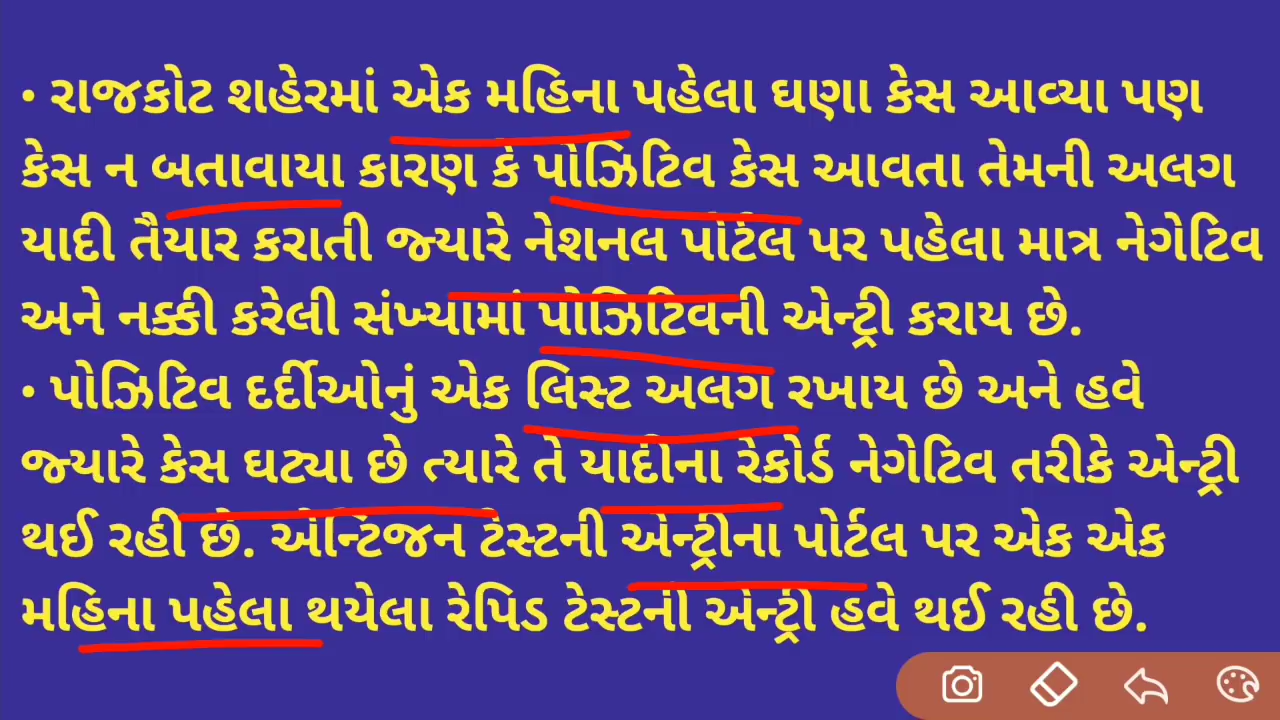 • રાજકોટ શહેરમાં એક મહિના પહેલા ઘણા કેસ આવ્યા પણ
કેસ ન બતાવાયા કારણ કે પોઝિટિવ કેસ આવતા તેમની અલગ
યાદી તૈયાર કરાતી જ્યારે નેશનલ પોર્ટલ પર પહેલા માત્ર નેગેટિવ
અને નક્કી કરેલી સંખ્યામાં પોઝિટિવની એન્ટ્રી કરાય છે.
• પોઝિટિવ દર્દીઓનું એક લિસ્ટ અલગ રખાય છે અને હવે
જ્યારે કેસ ઘટ્યા છે ત્યારે તે યાદીના રેકોર્ડ નેગેટિવ તરીકે એન્ટ્રી
થઈ રહી છે. એન્ટિજન ટેસ્ટની એન્ટ્રીના પોર્ટલ પર એક એક
મહિના પહેલા થયેલા રેપિડ ટેસ્ટની એન્ટ્રી હવે થઈ રહી છે.